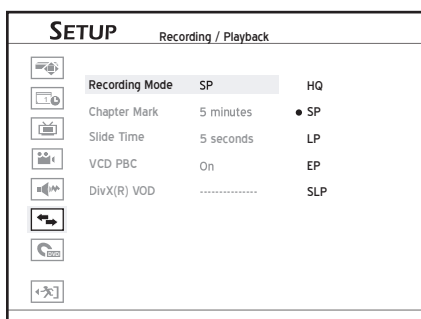 SETUP Recording / Playback
Recording Mode SP HQ
Chapter Mark 5 minutes ● SP
Slide Time 5 seconds LP
VCD PBC On EP
DivX(R) VOD --------------- SLP
DVD